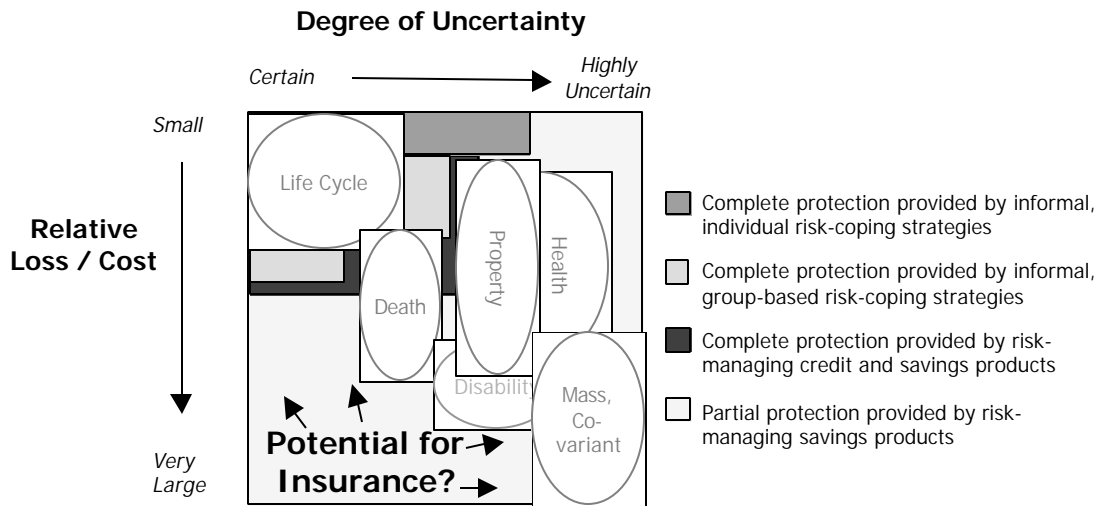 Degree of Uncertainty
Certain
Highly
Uncertain
Small
Relative
Loss / Cost
Very
Large
Life Cycle
Death
Property
Health
Disability
Mass,
Co-
variant
Potential for
Insurance?
Complete protection provided by informal,
individual risk-coping strategies
Complete protection provided by informal,
group-based risk-coping strategies
Complete protection provided by risk-
managing credit and savings products
Partial protection provided by risk-
managing savings products